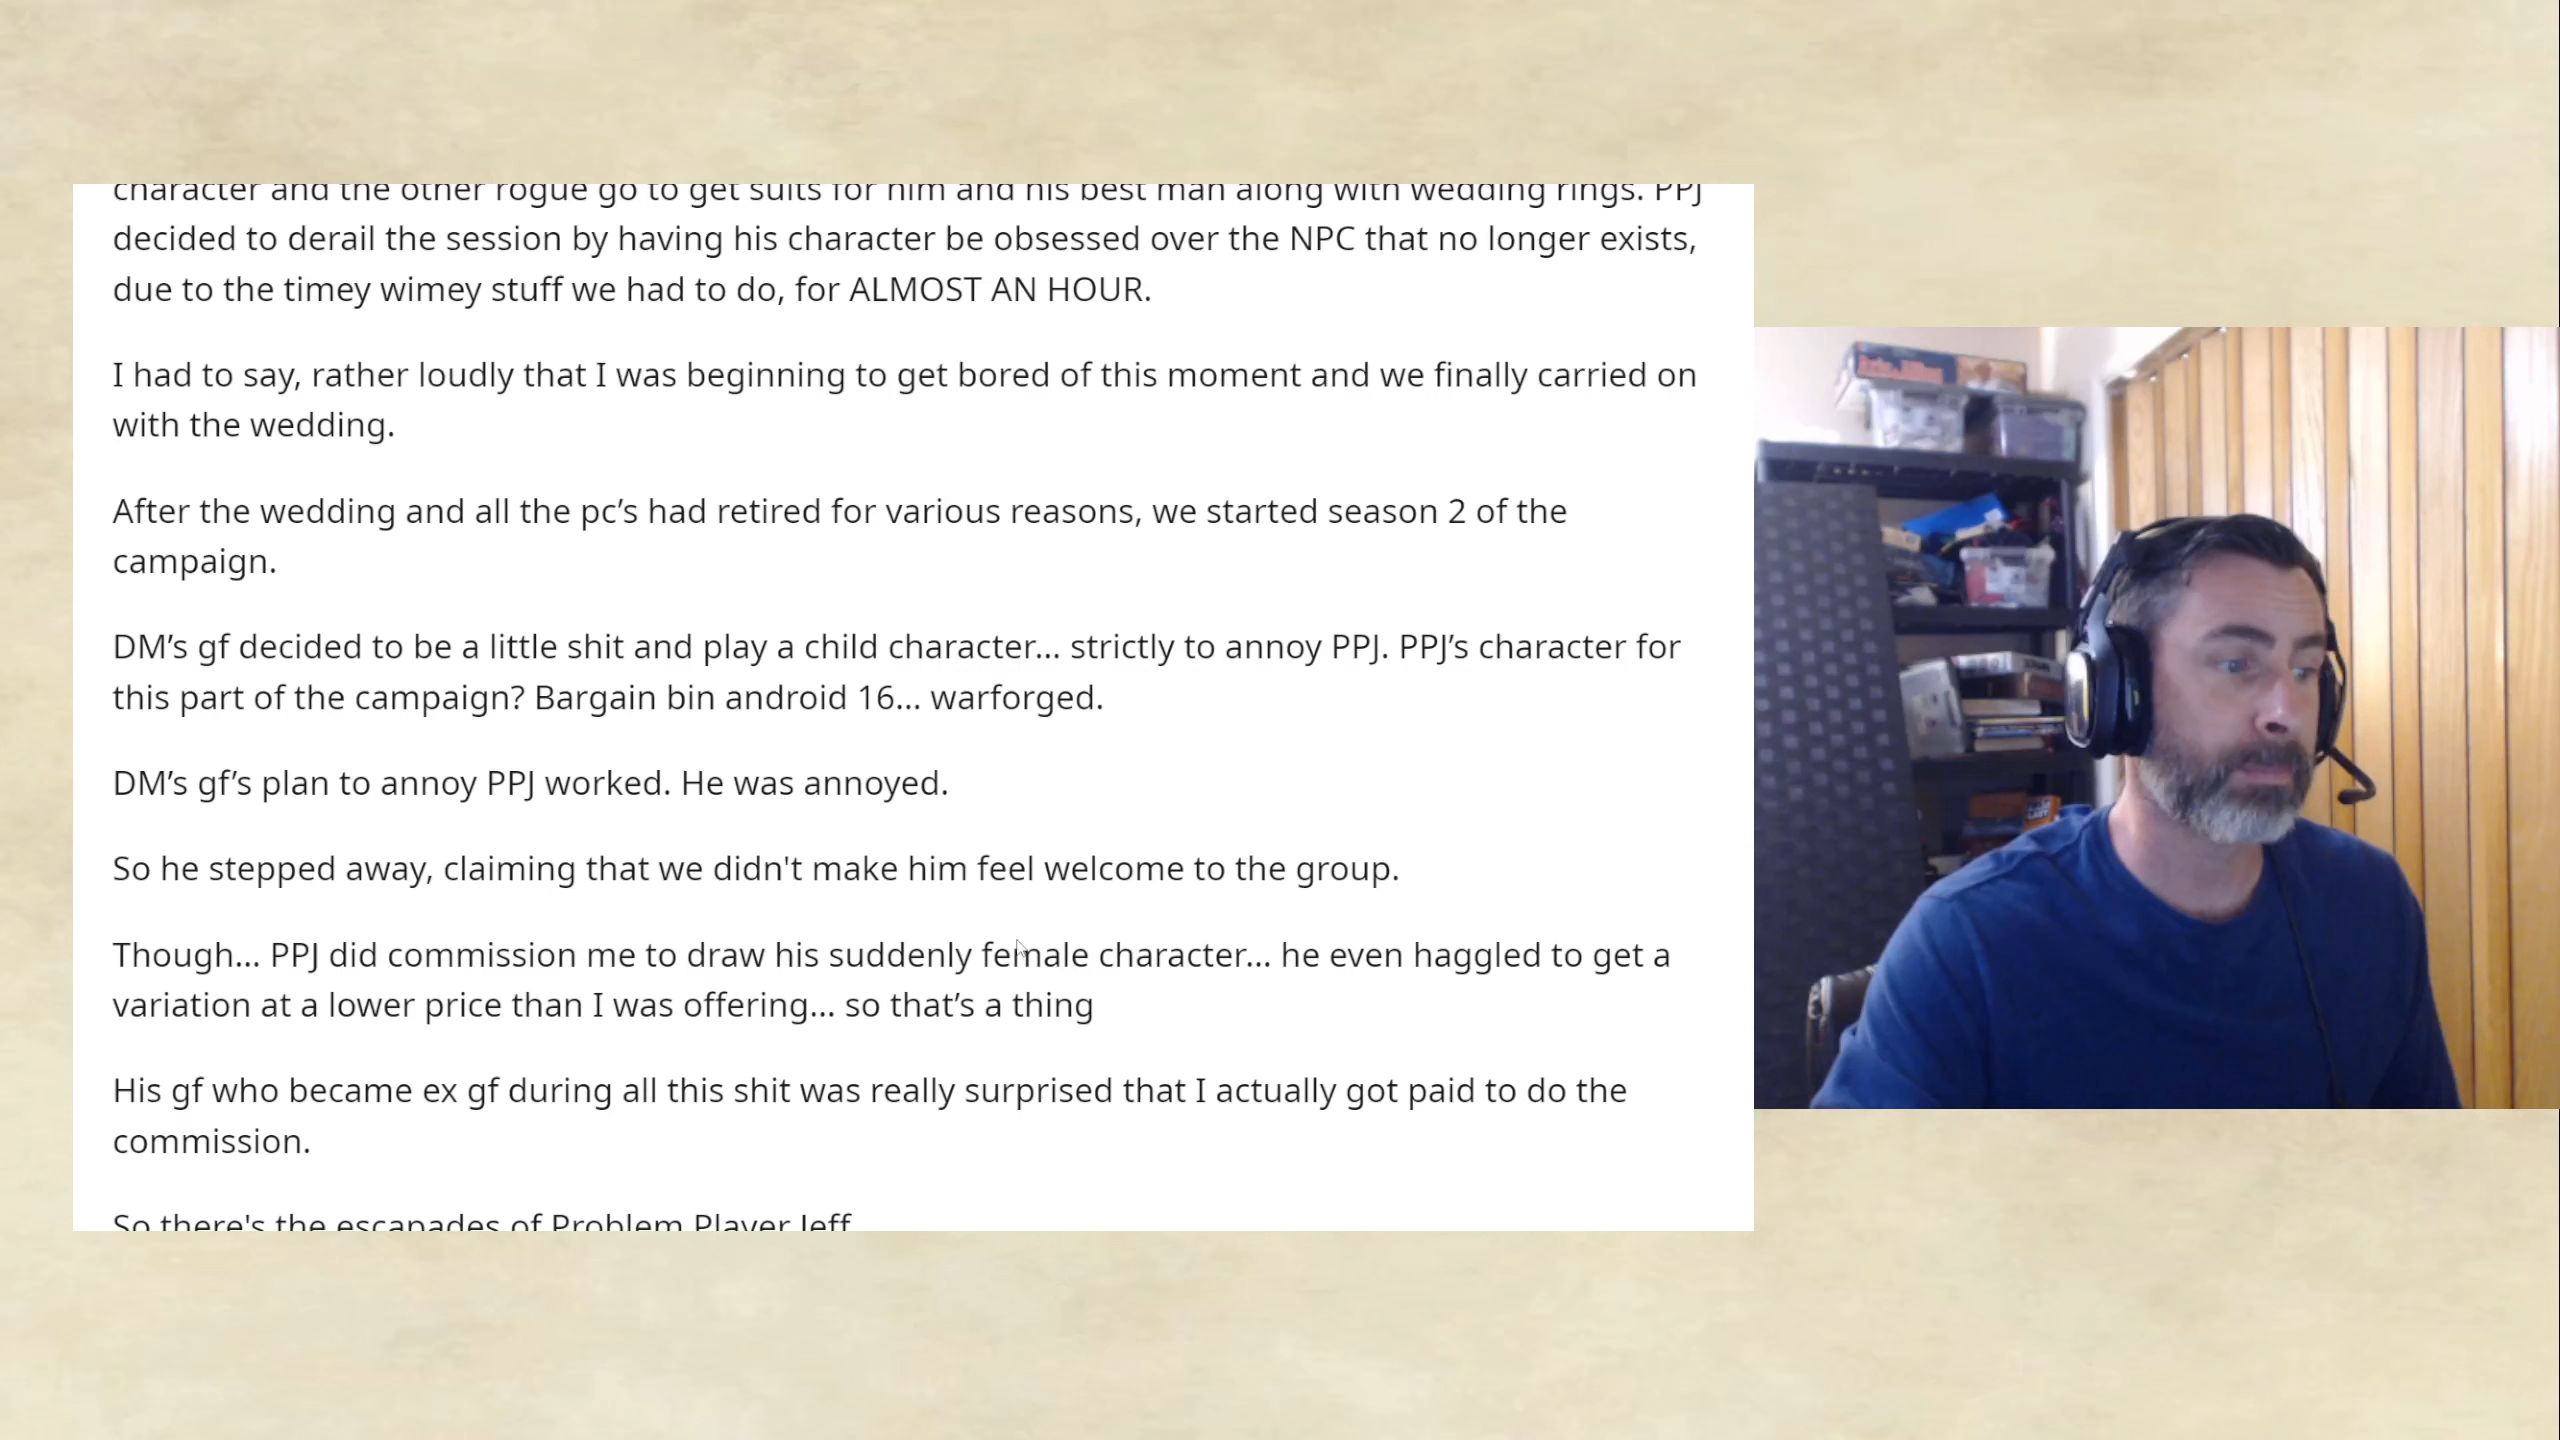 character and the other rogue go to get suits for him and his best man along with wedding rings. PPJ
decided to derail the session by having his character be obsessed over the NPC that no longer exists,
due to the timey wimey stuff we had to do, for ALMOST AN HOUR.
I had to say, rather loudly that I was beginning to get bored of this moment and we finally carried on
with the wedding.
After the wedding and all the pc’s had retired for various reasons, we started season 2 of the
campaign.
DM’s gf decided to be a little shit and play a child character... strictly to annoy PPJ. PPJ’s character for
this part of the campaign? Bargain bin android 16... warforged.
DM’s gf’s plan to annoy PPJ worked. He was annoyed.
So he stepped away, claiming that we didn't make him feel welcome to the group.
Though... PPJ did commission me to draw his suddenly female character... he even haggled to get a
variation at a lower price than I was offering... so that’s a thing
His gf who became ex gf during all this shit was really surprised that I actually got paid to do the
commission.
So there's the escapades of Problem Player Jeff